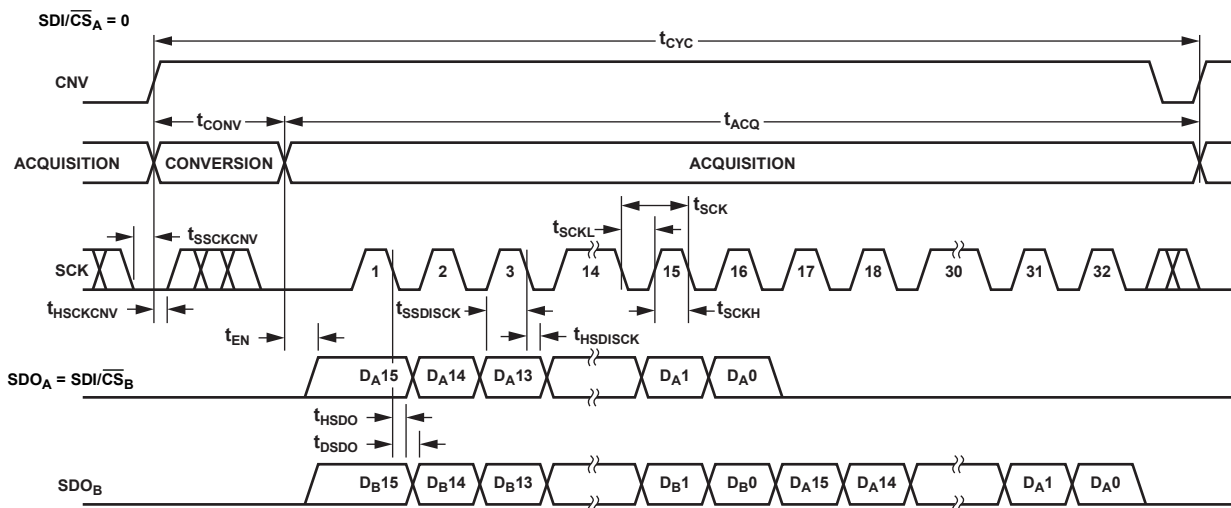 SDI/CS̅A = 0
tCYC
CNV
tCONV
tACQ
ACQUISITION
CONVERSION
ACQUISITION
tSCK
tSSCKCNV
tSCKL
SCK
1
2
3
14
15
16
17
18
30
31
32
tHSCKCNV
tSSDISCK
tSCKH
tEN
tHSDISCK
SDOA = SDI/CS̅B
DA15
DA14
DA13
DA1
DA0
tHSDO
tDSDO
SDOB
DB15
DB14
DB13
DB1
DB0
DA15
DA14
DA1
DA0